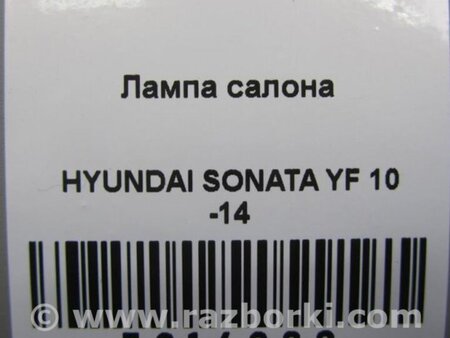 Лампа салона
HYUNDAI SONATA YF 10
-14
© www.razborki.com